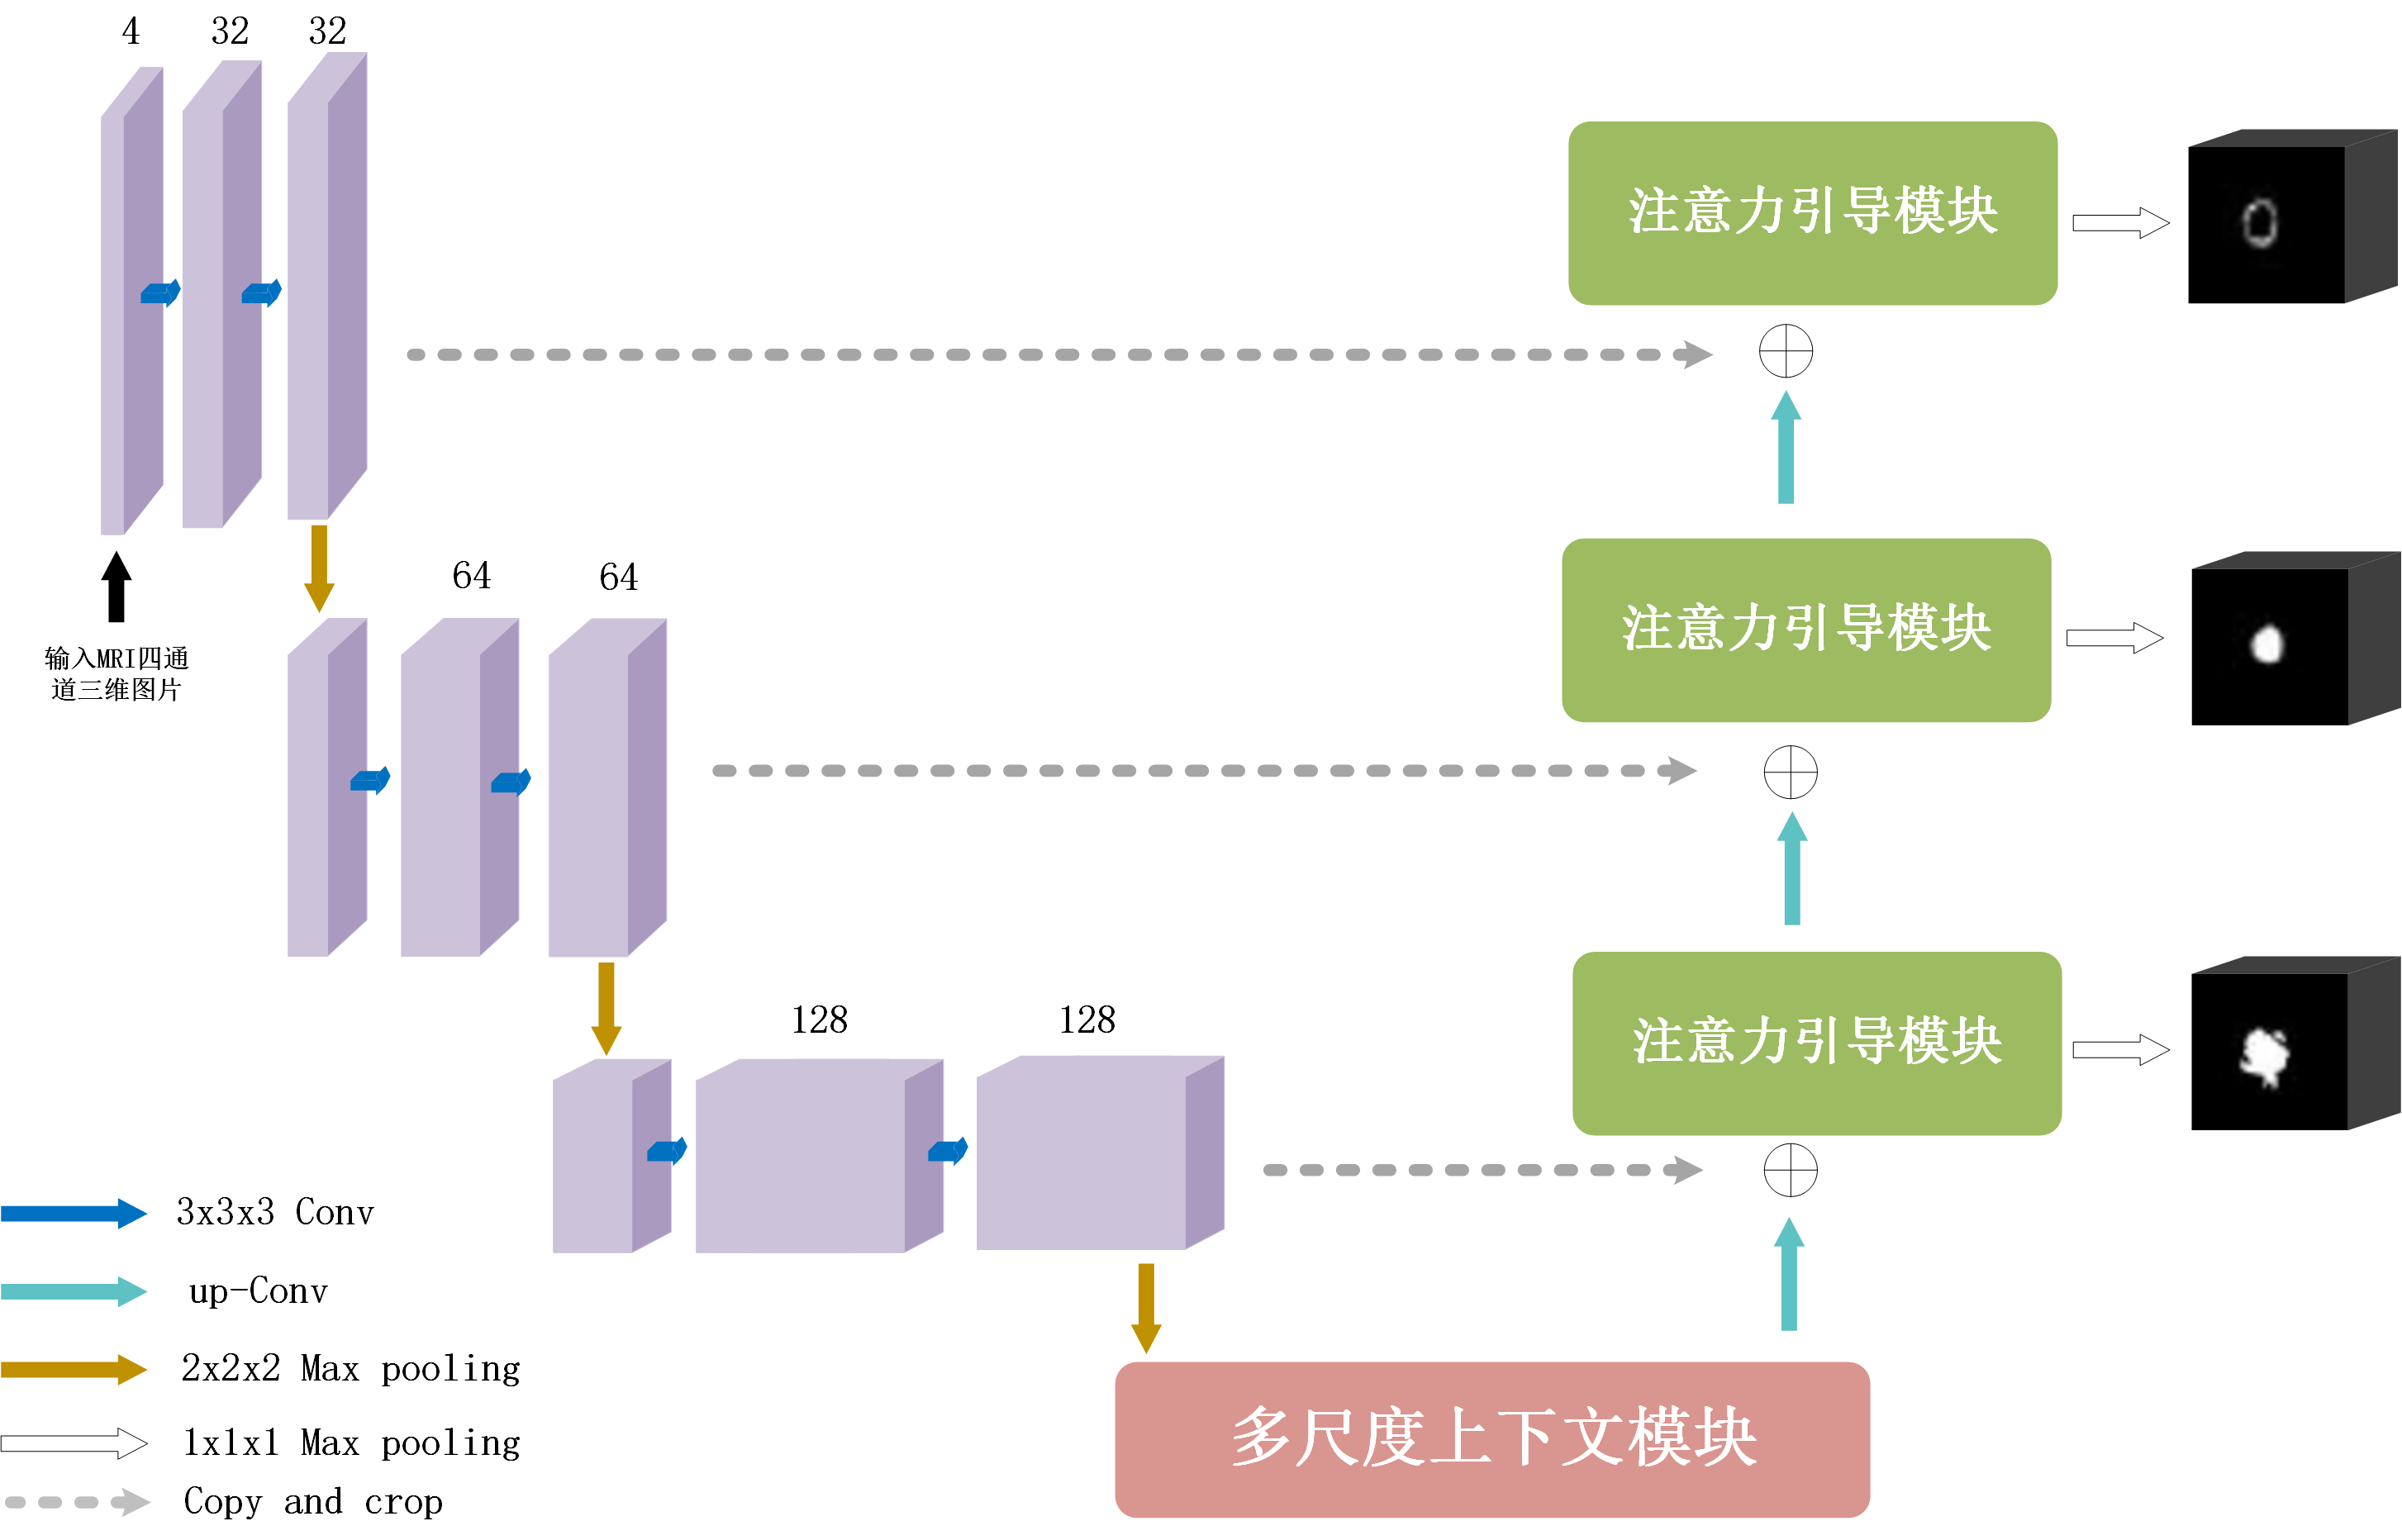 4
32
32
注意力引导模块
64
64
注意力引导模块
输入MRI四通
道三维图片
128
128
注意力引导模块
3x3x3 Conv
up-Conv
2x2x2 Max pooling
1x1x1 Max pooling
Copy and crop
多尺度上下文模块